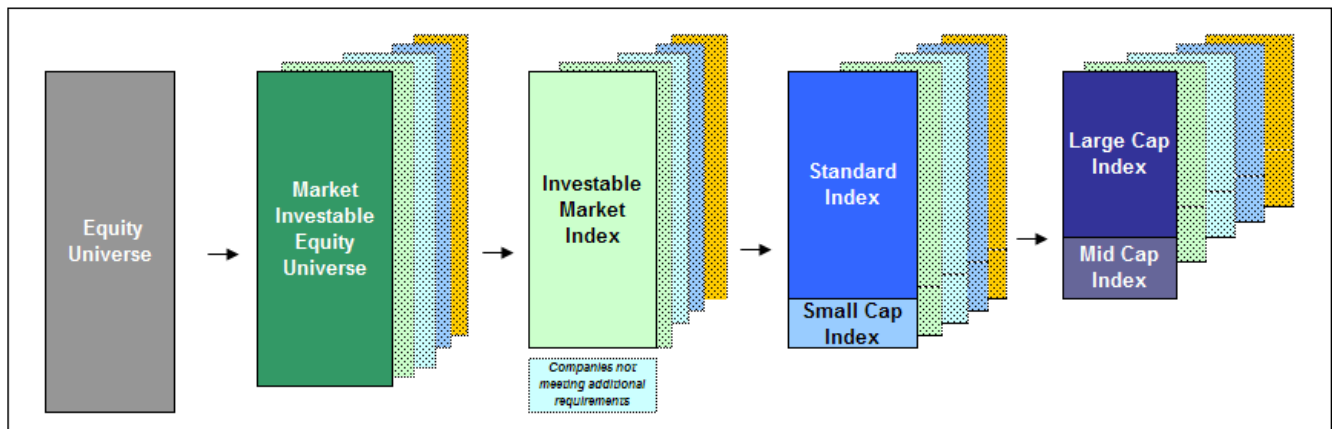 Equity
Universe
Market
Investable
Equity
Universe
Investable
Market
Index
Companies not
meeting additional
requirements
Standard
Index
Small Cap
Index
Large Cap
Index
Mid Cap
Index